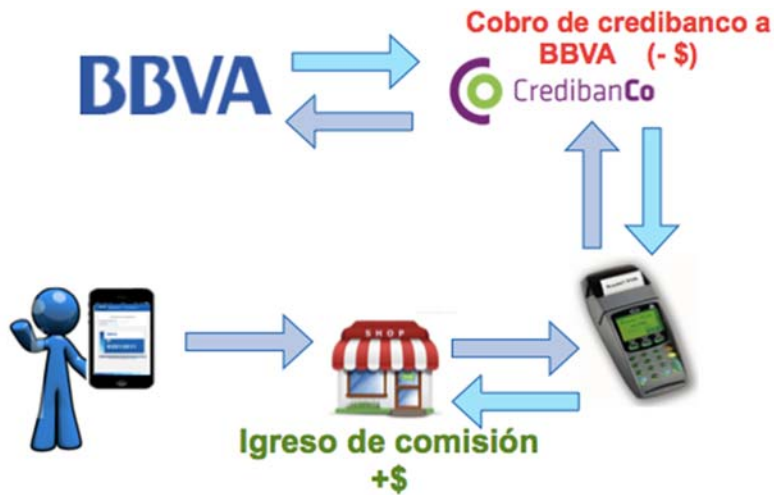 Cobro de credibanco a
BBVA (- $)
BBVA
CredibanCo
SHOP
Igreso de comisión
+$